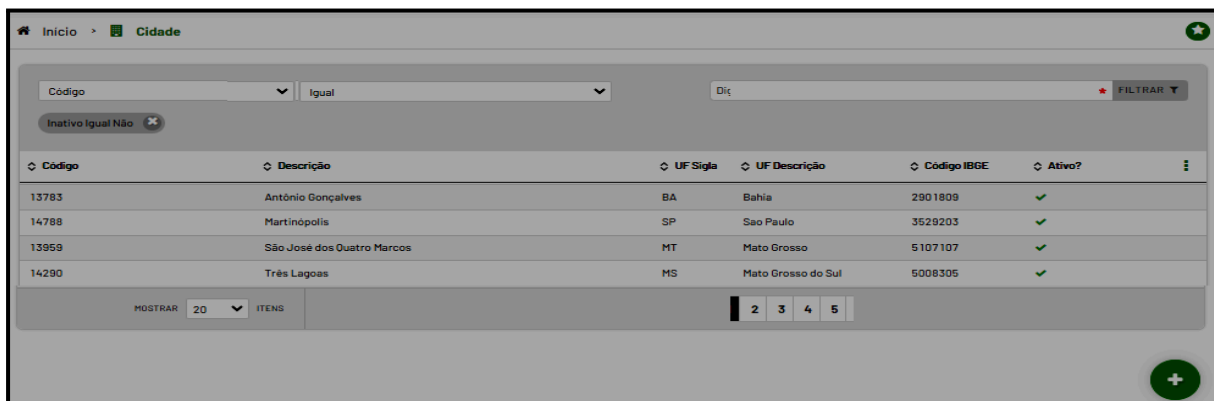 Início > Cidade
Código Igual Dig FILTRAR
Inativo Igual Não
Código Descrição UF Sigla UF Descrição Código IBGE Ativo?
13783 Antônio Gonçalves BA Bahia 2901809
14788 Martinópolis SP Sao Paulo 3529203
13959 São José dos Quatro Marcos MT Mato Grosso 5107107
14290 Três Lagoas MS Mato Grosso do Sul 5008305
MOSTRAR 20 ITENS 2 3 4 5